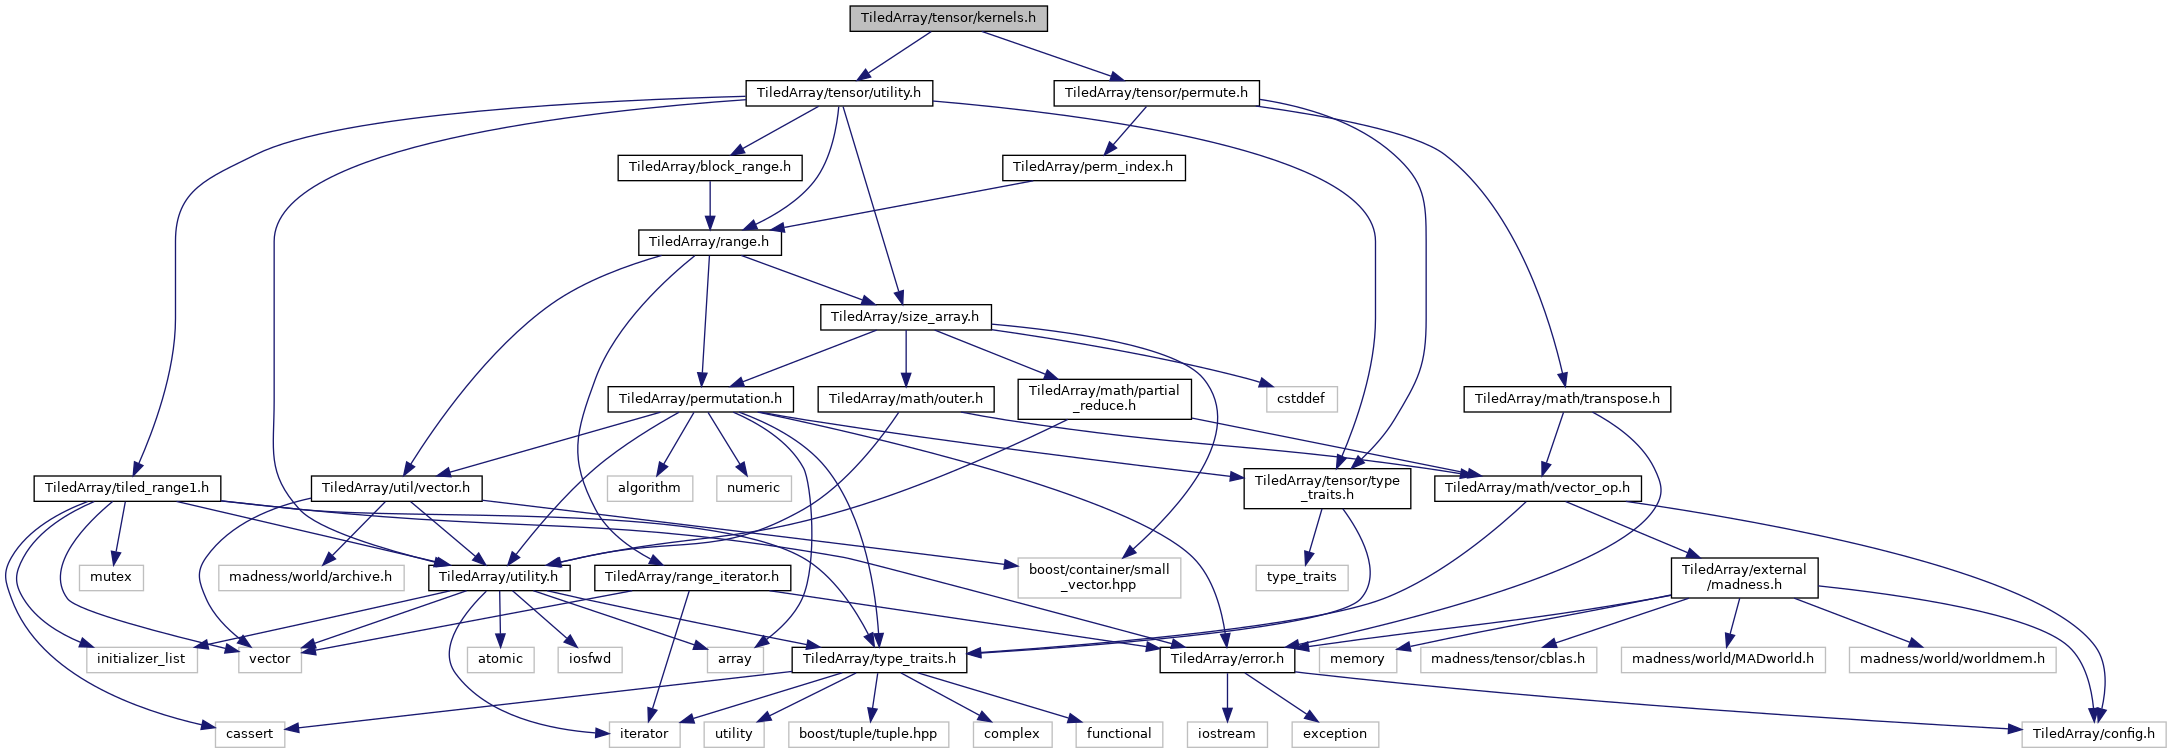 TiledArray/tensor/kernels.h
TiledArray/tensor/utility.h
TiledArray/tensor/permute.h
TiledArray/block_range.h
TiledArray/perm_index.h
TiledArray/range.h
TiledArray/size_array.h
TiledArray/permutation.h
TiledArray/math/outer.h
TiledArray/math/partial
_reduce.h
cstddef
TiledArray/math/transpose.h
TiledArray/tiled_range1.h
TiledArray/util/vector.h
algorithm
numeric
TiledArray/tensor/type
_traits.h
TiledArray/math/vector_op.h
mutex
madness/world/archive.h
TiledArray/utility.h
TiledArray/range_iterator.h
boost/container/small
_vector.hpp
type_traits
TiledArray/external
/madness.h
initializer_list
vector
atomic
iosfwd
array
TiledArray/type_traits.h
TiledArray/error.h
memory
madness/tensor/cblas.h
madness/world/MADworld.h
madness/world/worldmem.h
cassert
iterator
utility
boost/tuple/tuple.hpp
complex
functional
iostream
exception
TiledArray/config.h